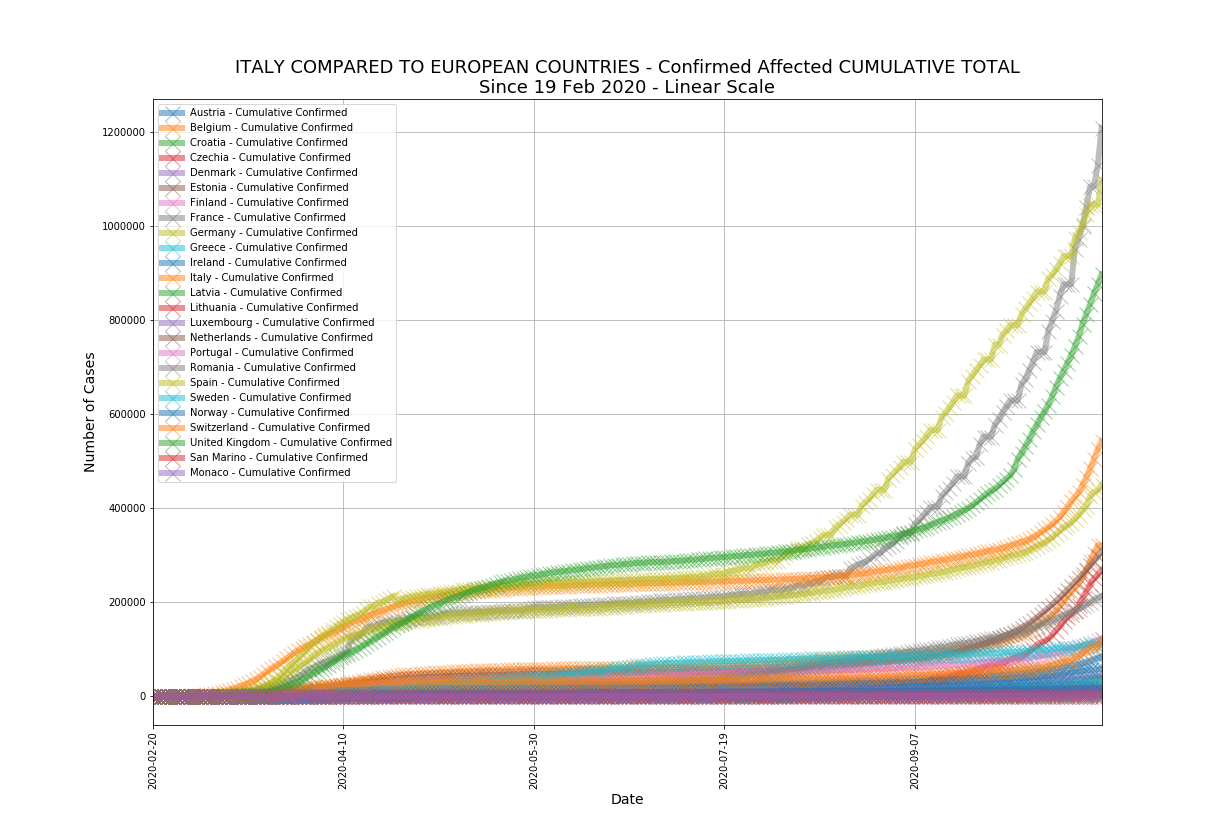 ITALY COMPARED TO EUROPEAN COUNTRIES - Confirmed Affected CUMULATIVE TOTAL
Since 19 Feb 2020 - Linear Scale
Austria - Cumulative Confirmed
Belgium - Cumulative Confirmed
Croatia - Cumulative Confirmed
Czechia - Cumulative Confirmed
Denmark - Cumulative Confirmed
Estonia - Cumulative Confirmed
Finland - Cumulative Confirmed
France - Cumulative Confirmed
Germany - Cumulative Confirmed
Greece - Cumulative Confirmed
Ireland - Cumulative Confirmed
Italy - Cumulative Confirmed
Latvia - Cumulative Confirmed
Lithuania - Cumulative Confirmed
Luxembourg - Cumulative Confirmed
Netherlands - Cumulative Confirmed
Portugal - Cumulative Confirmed
Romania - Cumulative Confirmed
Spain - Cumulative Confirmed
Sweden - Cumulative Confirmed
Norway - Cumulative Confirmed
Switzerland - Cumulative Confirmed
United Kingdom - Cumulative Confirmed
San Marino - Cumulative Confirmed
Monaco - Cumulative Confirmed
Number of Cases
1200000
1000000
800000
600000
400000
200000
0
2020-02-20
2020-04-10
2020-05-30
2020-07-19
2020-09-07
Date